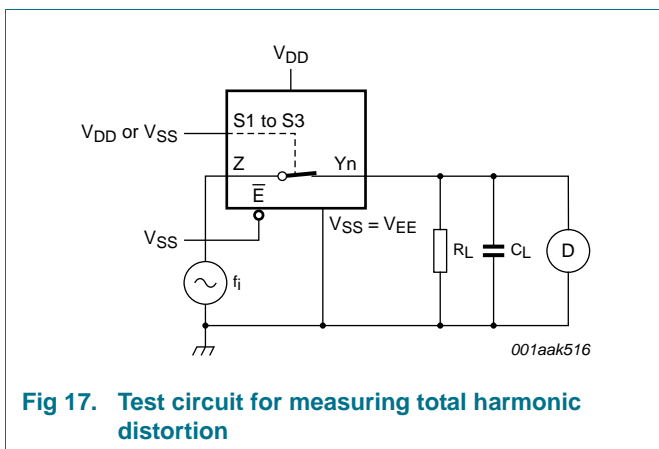 VDD
S1 to S3
VDD or VSS
Z
Yn
E
VSS = VEE
VSS
RL
CL
D
fi
001aak516
Fig 17. Test circuit for measuring total harmonic
distortion